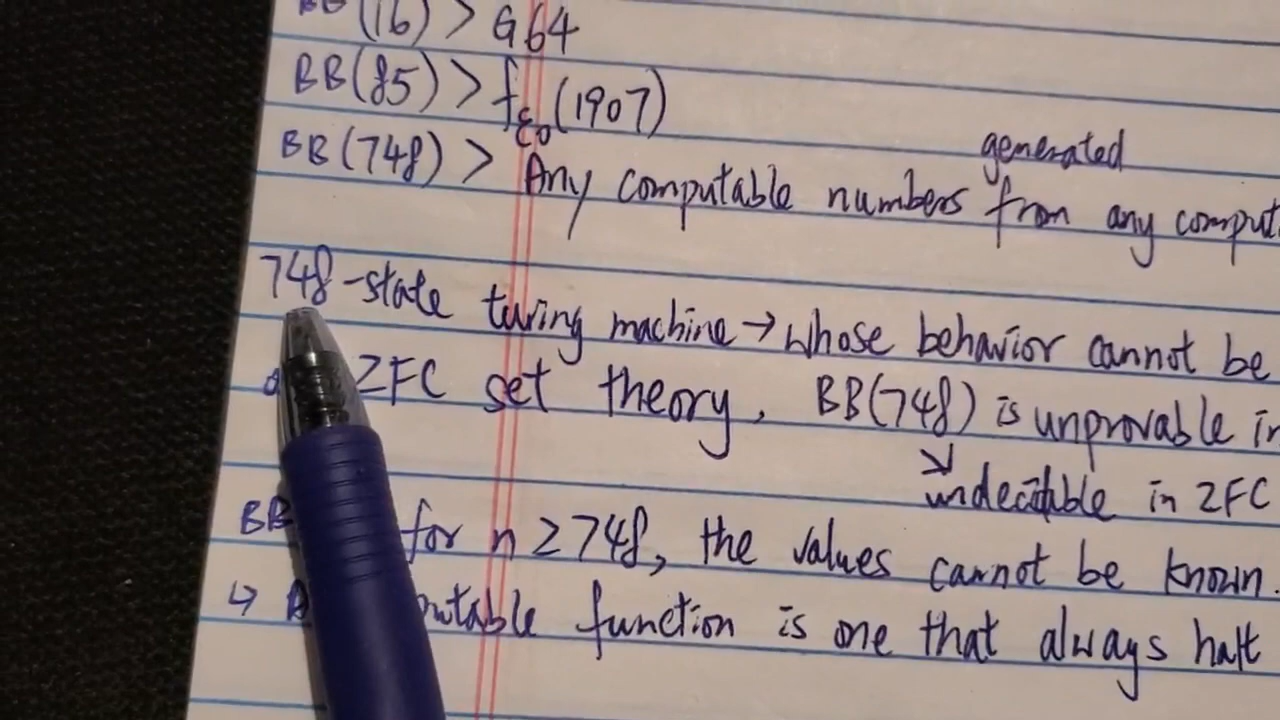 (16) > G64
BB(85) > fε0(1907)
generated
BB(748) > Any computable numbers from any comput
748-state turing machine → whose behavior cannot be
ZFC set theory, BB(748) is unprovable in
↘
undecidable in ZFC
for n ≥ 748, the values cannot be known.
↳ function is one that always halt